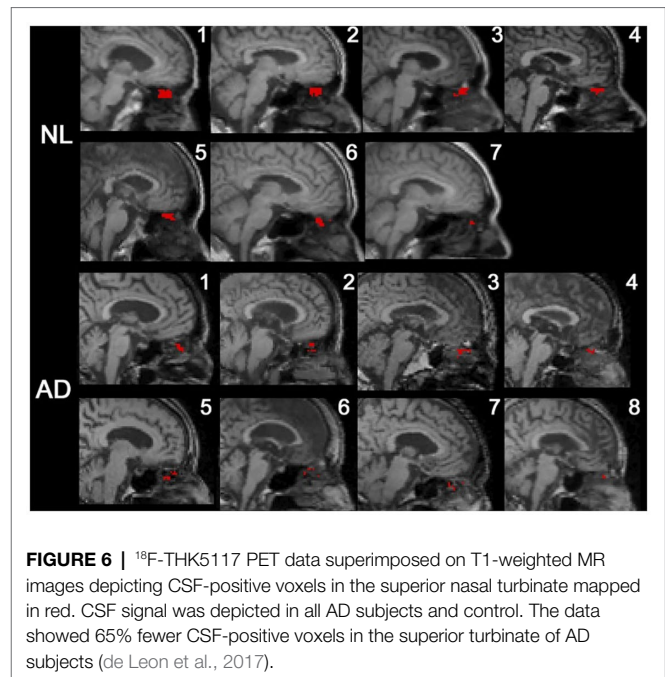 1 2 3 4
NL
5 6 7
1 2 3 4
AD
5 6 7 8
FIGURE 6 | ¹⁸F-THK5117 PET data superimposed on T1-weighted MR
images depicting CSF-positive voxels in the superior nasal turbinate mapped
in red. CSF signal was depicted in all AD subjects and control. The data
showed 65% fewer CSF-positive voxels in the superior turbinate of AD
subjects (de Leon et al., 2017).